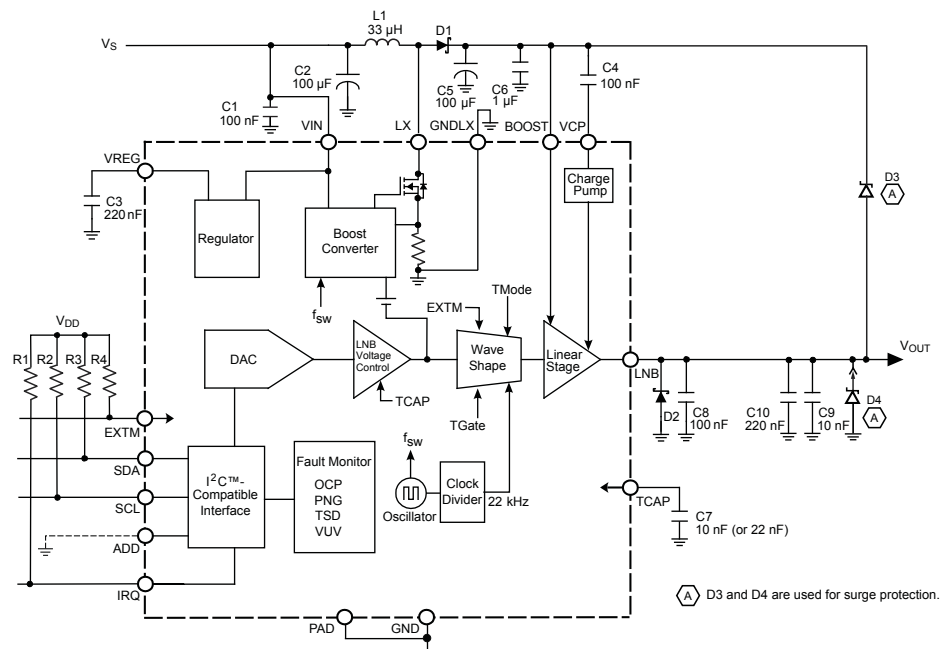 L1
33 µH
D1
VS
C2
100 µF
C5
100 µF
C6
1 µF
C4
100 nF
C1
100 nF
VIN
LX
GNDLX
BOOST
VCP
VREG
C3
220 nF
Regulator
Boost
Converter
Charge
Pump
D3
A
fsw
TMode
EXTM
VDD
R1
R2
R3
R4
DAC
LNB
Voltage
Control
Wave
Shape
Linear
Stage
VOUT
LNB
TCAP
TGate
D2
C8
100 nF
C10
220 nF
C9
10 nF
D4
A
EXTM
SDA
SCL
ADD
IRQ
I2C™-
Compatible
Interface
Fault Monitor
OCP
PNG
TSD
VUV
fsw
Oscillator
Clock
Divider
22 kHz
TCAP
C7
10 nF (or 22 nF)
A D3 and D4 are used for surge protection.
PAD
GND